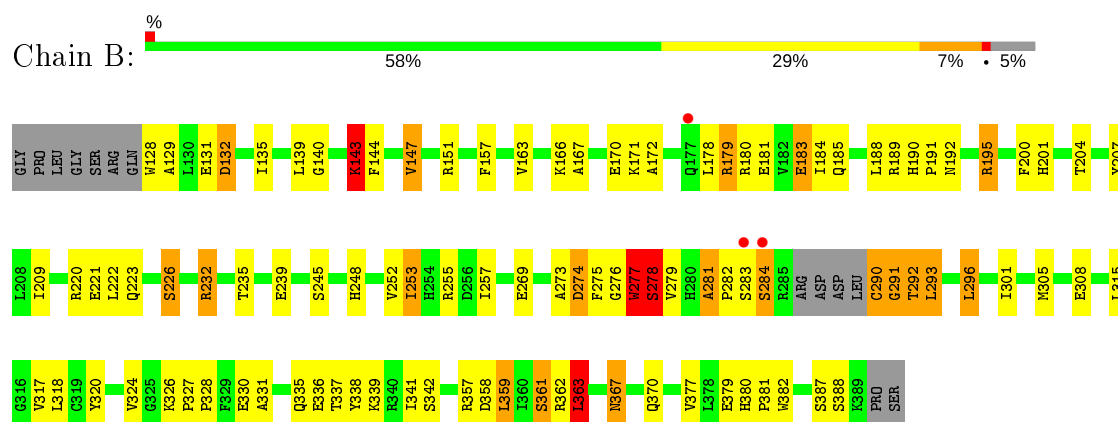 %
Chain B:
58% 29% 7% • 5%
GLY PRO LEU GLY SER ARG GLN W128 A129 L130 E131 D132 I135 L139 G140 K143 F144 V147 R151 F157 V163 K166 A167 E170 K171 A172 Q177 L178 R179 R180 E181 V182 E183 I184 Q185 L188 R189 H190 P191 N192 R195 F200 H201 T204 Y207
L208 I209 R220 E221 L222 Q223 S226 R232 T235 E239 S245 H248 V252 I253 H254 R255 D256 I257 E269 A273 D274 F275 G276 W277 S278 V279 H280 A281 P282 S283 S284 R285 ARG ASP ASP LEU C290 G291 T292 L293 L296 I301 M305 E308 L315
G316 V317 L318 C319 Y320 V324 G325 K326 P327 P328 F329 E330 A331 Q335 E336 T337 Y338 K339 R340 I341 S342 R357 D358 L359 I360 S361 R362 L363 N367 Q370 V377 L378 E379 H380 P381 W382 S387 S388 K389 PRO SER